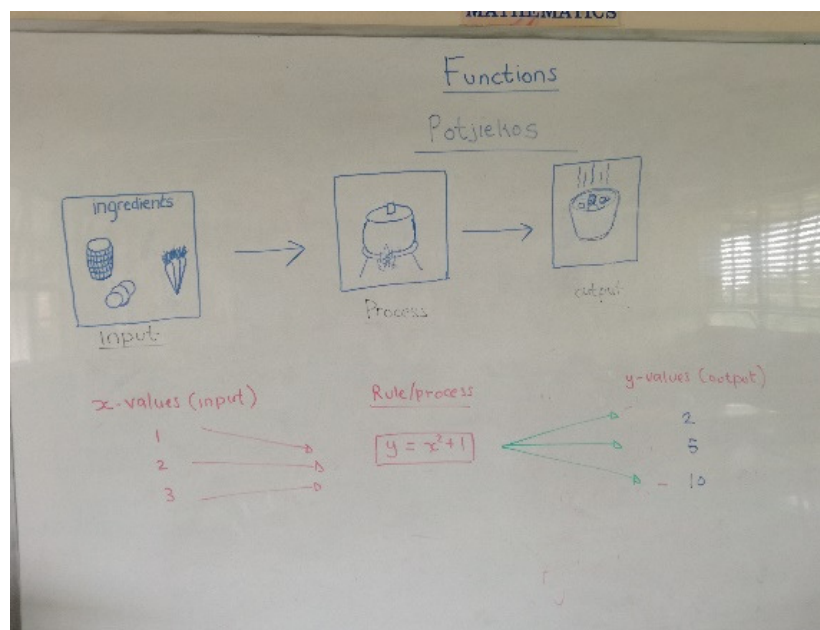 MATHEMATICS
Functions
Potjiekos
ingredients
Input
Process
output
x-values (input)
Rule/process
y-values (output)
1
2
3
y = x²+1
2
5
10